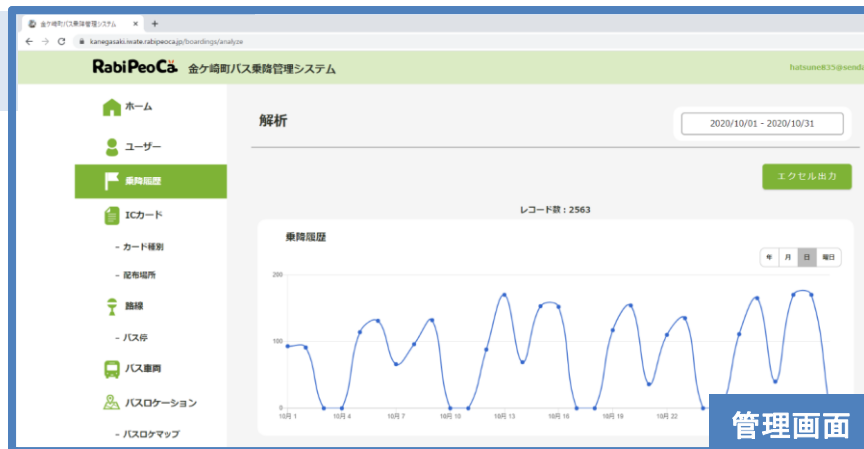 金ケ崎町バス乗降管理システム × +
kanegasaki.iwate.rabipeoca.jp/boardings/analyze
RabiPeoCa 金ケ崎町バス乗降管理システム hatsune835@senda
ホーム
ユーザー
乗降履歴
ICカード
- カード種別
- 配布場所
路線
- バス停
バス車両
バスロケーション
- バスロケマップ
解析
2020/10/01 - 2020/10/31
エクセル出力
レコード数 : 2563
乗降履歴
年 月 日 曜日
200
100
0
10月 1 10月 4 10月 7 10月 10 10月 13 10月 16 10月 19 10月 22
管理画面